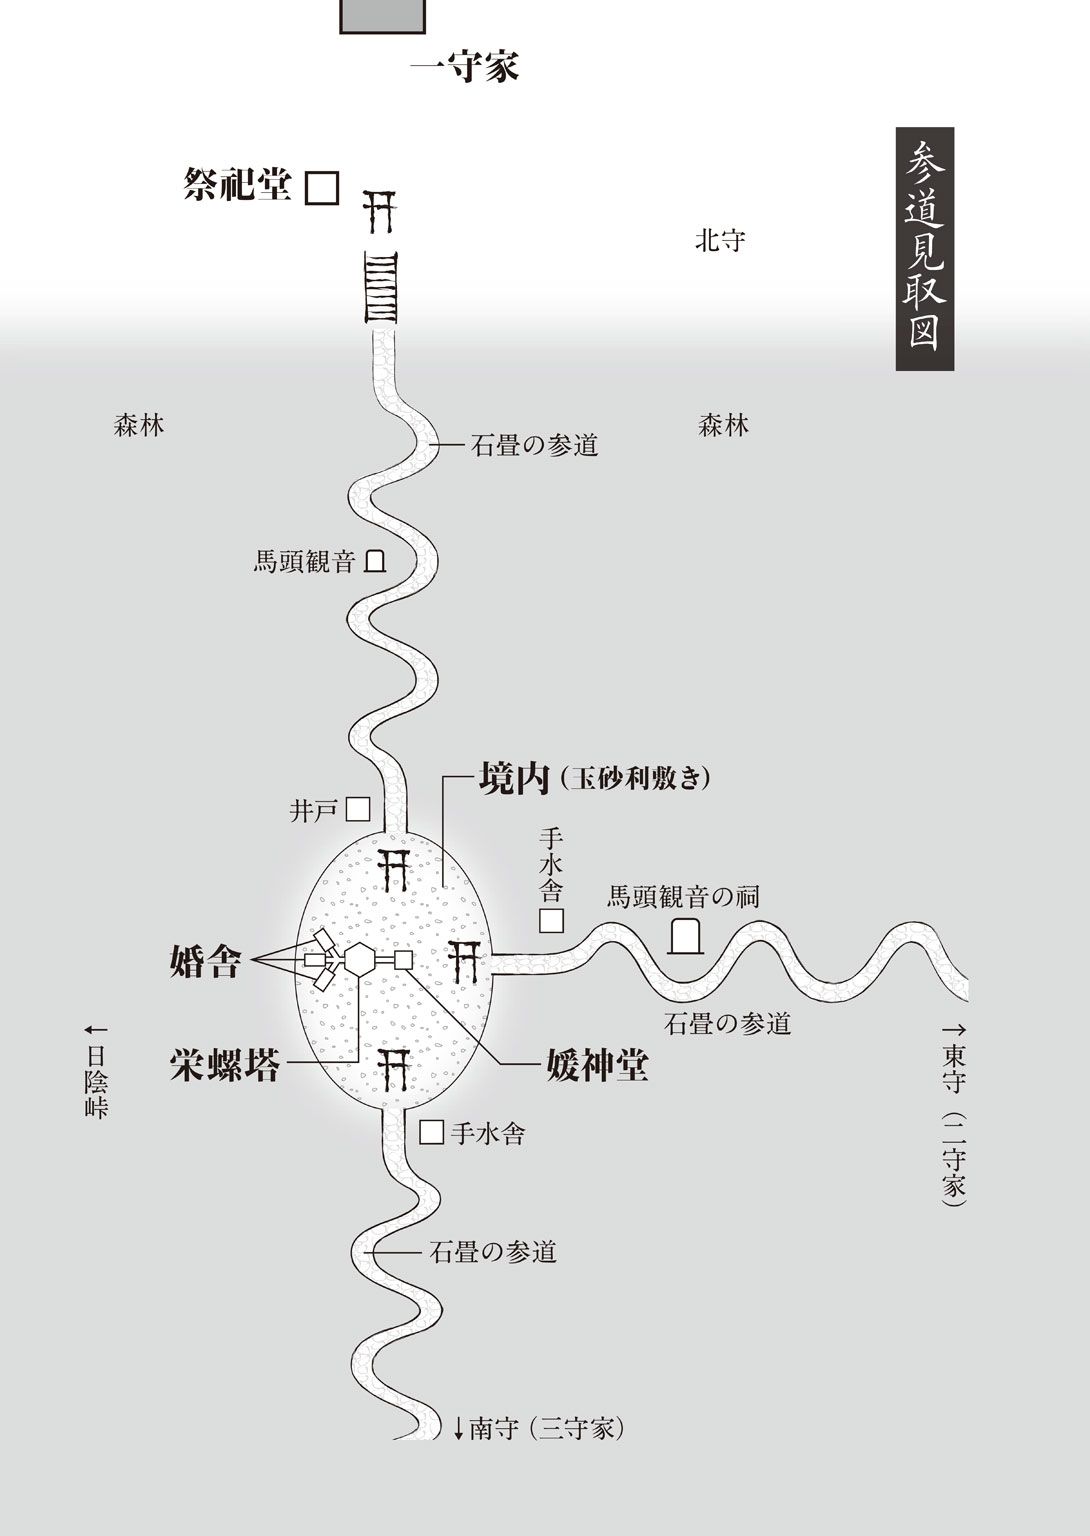 参道見取図
一守家
祭祀堂
北守
森林
森林
石畳の参道
馬頭観音
境内（玉砂利敷き）
井戸
手水舎
馬頭観音の祠
婚舎
石畳の参道
←日陰峠
→東守（二守家）
栄螺塔
媛神堂
手水舎
石畳の参道
↓南守（三守家）